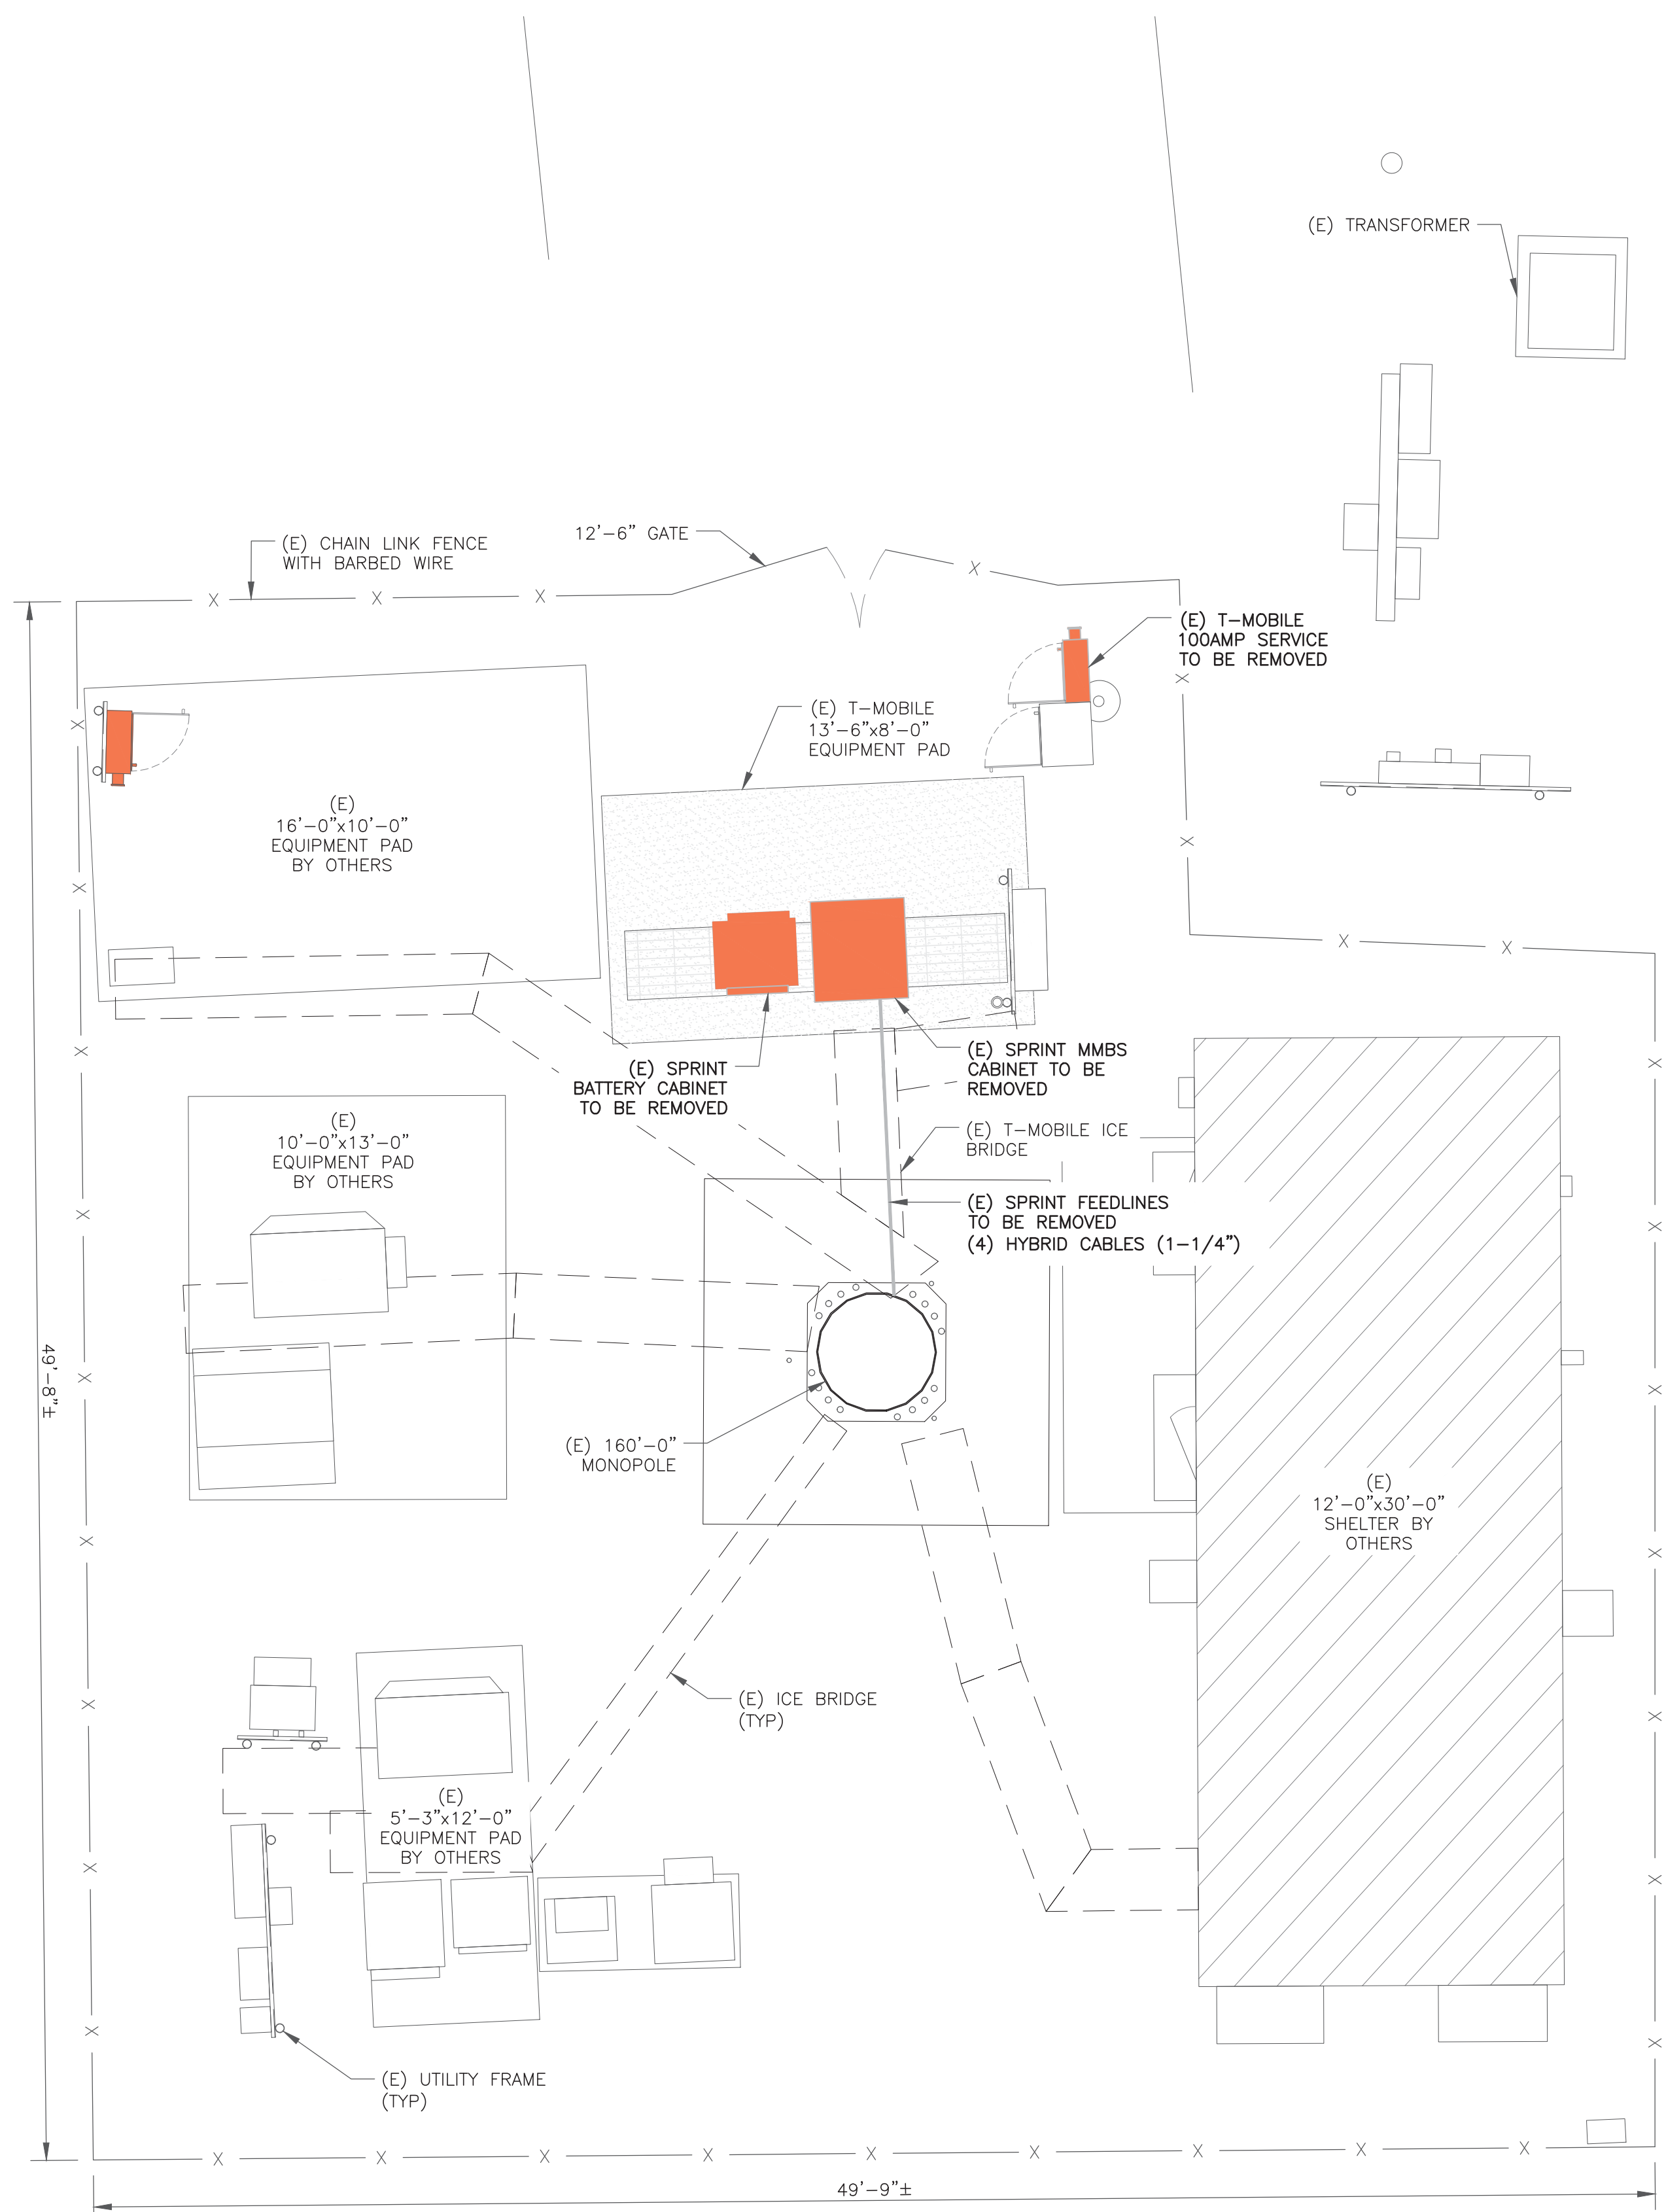 (E) TRANSFORMER
(E) CHAIN LINK FENCE
WITH BARBED WIRE
12'-6" GATE
(E) T-MOBILE
100AMP SERVICE
TO BE REMOVED
(E) T-MOBILE
13'-6"x8'-0"
EQUIPMENT PAD
(E)
16'-0"x10'-0"
EQUIPMENT PAD
BY OTHERS
(E) SPRINT MMBS
CABINET TO BE
REMOVED
(E) SPRINT
BATTERY CABINET
TO BE REMOVED
(E)
10'-0"x13'-0"
EQUIPMENT PAD
BY OTHERS
(E) T-MOBILE ICE
BRIDGE
(E) SPRINT FEEDLINES
TO BE REMOVED
(4) HYBRID CABLES (1-1/4")
49'-8"±
(E) 160'-0"
MONOPOLE
(E)
12'-0"x30'-0"
SHELTER BY
OTHERS
(E) ICE BRIDGE
(TYP)
(E)
5'-3"x12'-0"
EQUIPMENT PAD
BY OTHERS
(E) UTILITY FRAME
(TYP)
49'-9"±